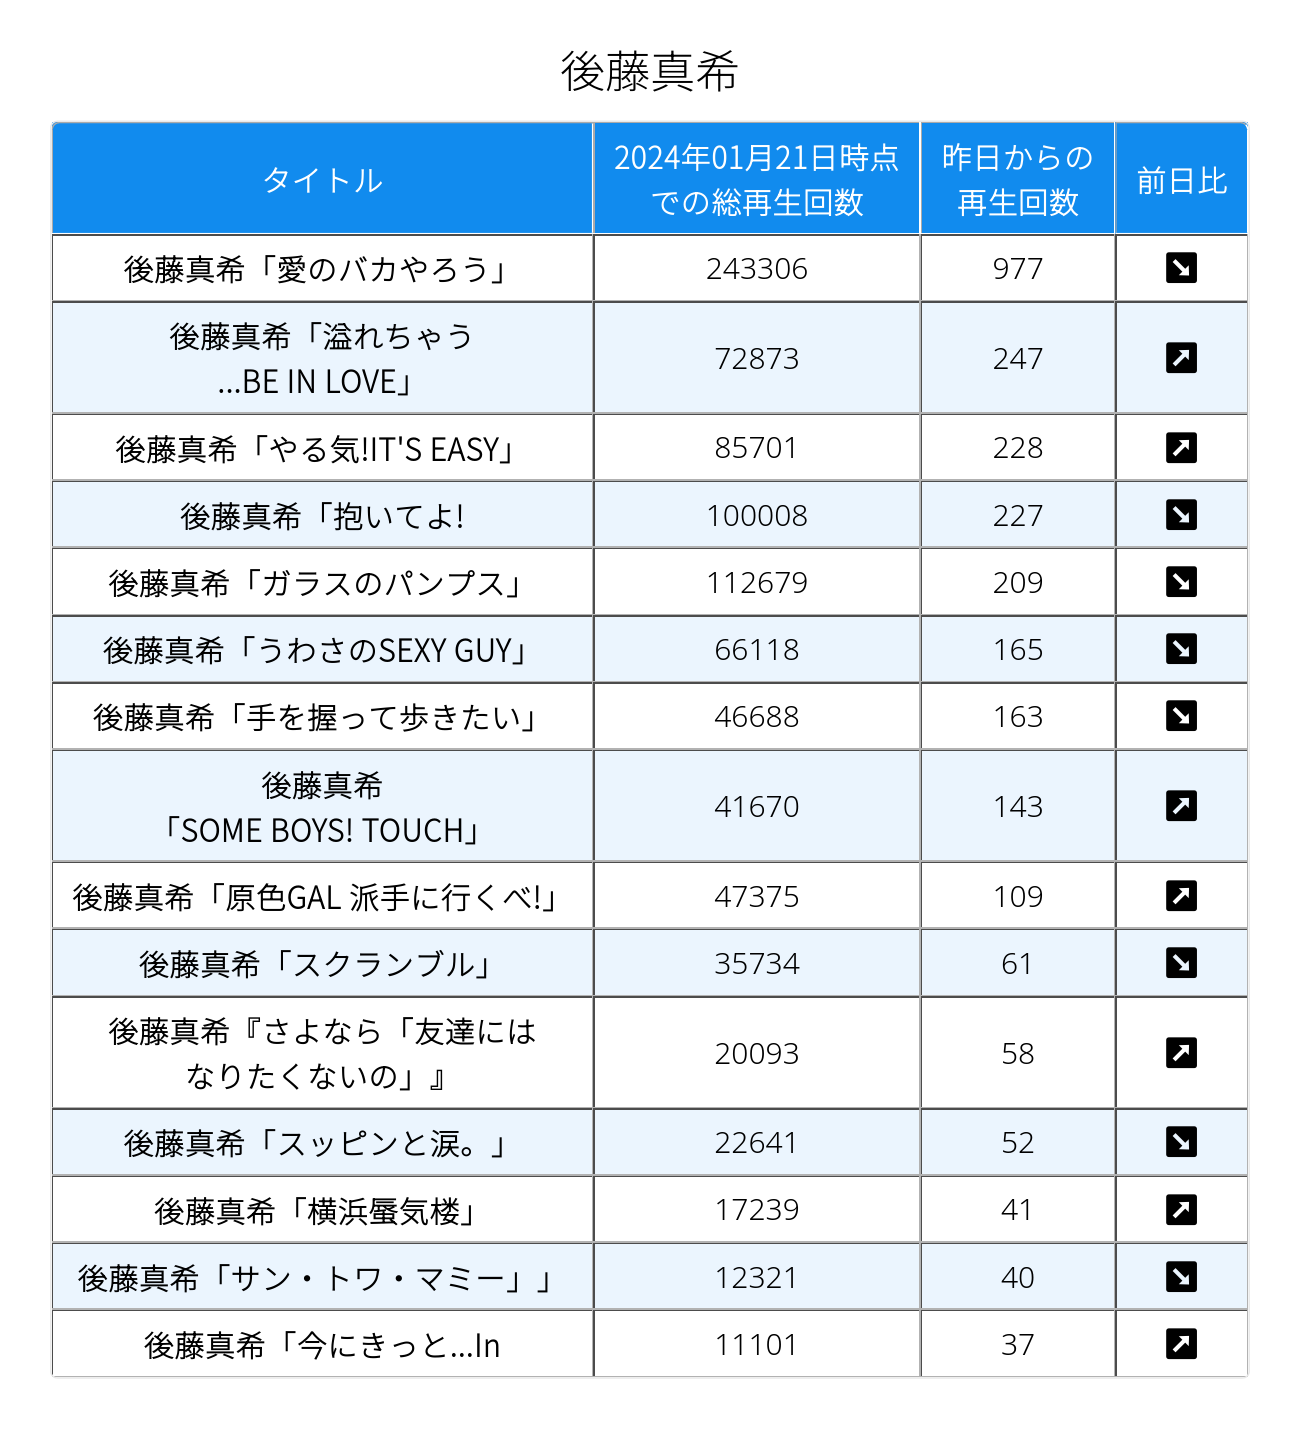 後藤真希
タイトル
2024年01月21日時点
での総再生回数
昨日からの
再生回数
前日比
後藤真希「愛のバカやろう」 243306 977
後藤真希「溢れちゃう
...BE IN LOVE」
72873 247
後藤真希「やる気!IT'S EASY」 85701 228
後藤真希「抱いてよ! 100008 227
後藤真希「ガラスのパンプス」 112679 209
後藤真希「うわさのSEXY GUY」 66118 165
後藤真希「手を握って歩きたい」 46688 163
後藤真希
「SOME BOYS! TOUCH」
41670 143
後藤真希「原色GAL 派手に行くべ!」 47375 109
後藤真希「スクランブル」 35734 61
後藤真希『さよなら「友達には
なりたくないの」』
20093 58
後藤真希「スッピンと涙。」 22641 52
後藤真希「横浜蜃気楼」 17239 41
後藤真希「サン・トワ・マミー」」 12321 40
後藤真希「今にきっと...In 11101 37